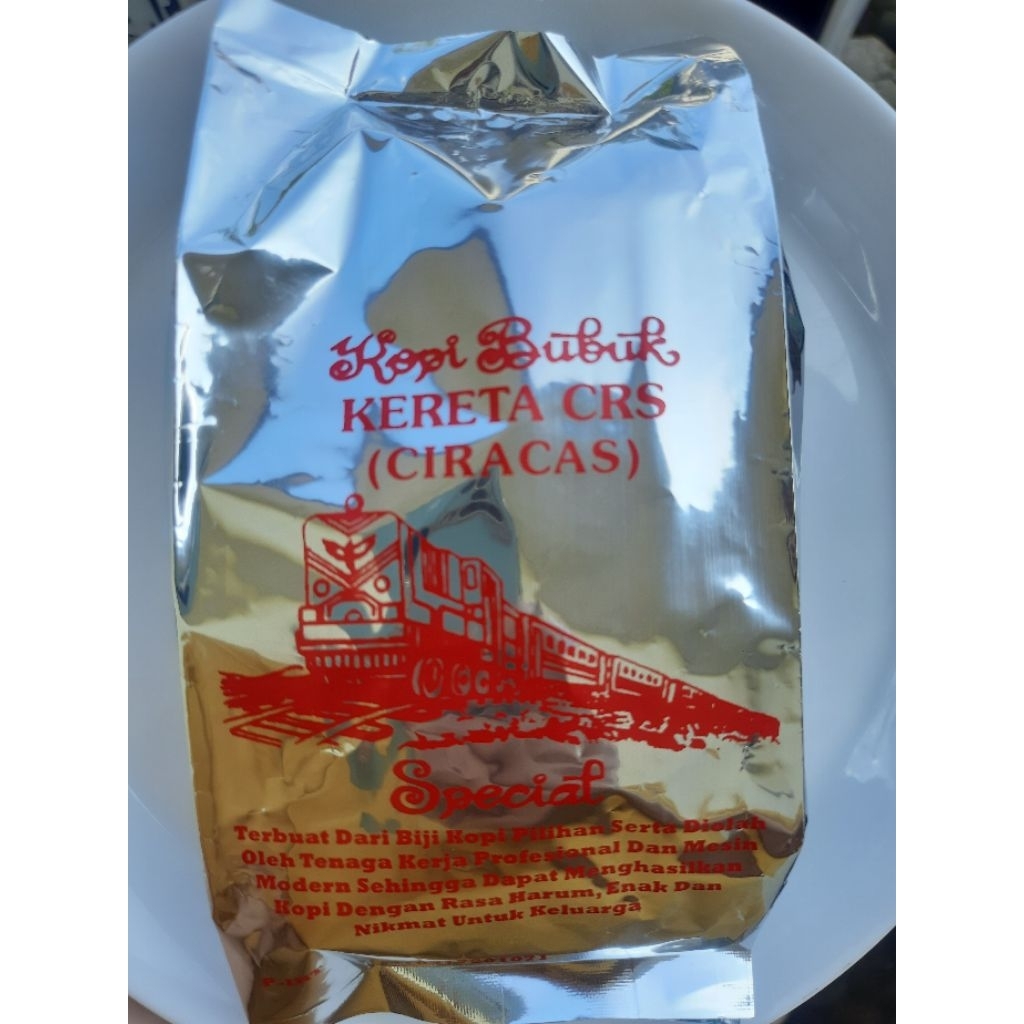 Kopi Bubuk
KERETA CRS
(CIRACAS)
Special
Terbuat Dari Biji Kopi Pilihan Serta Diolah
Oleh Tenaga Kerja Profesional Dan Mesin
Modern Sehingga Dapat Menghasilkan
Kopi Dengan Rasa Harum, Enak Dan
Nikmat Untuk Keluarga